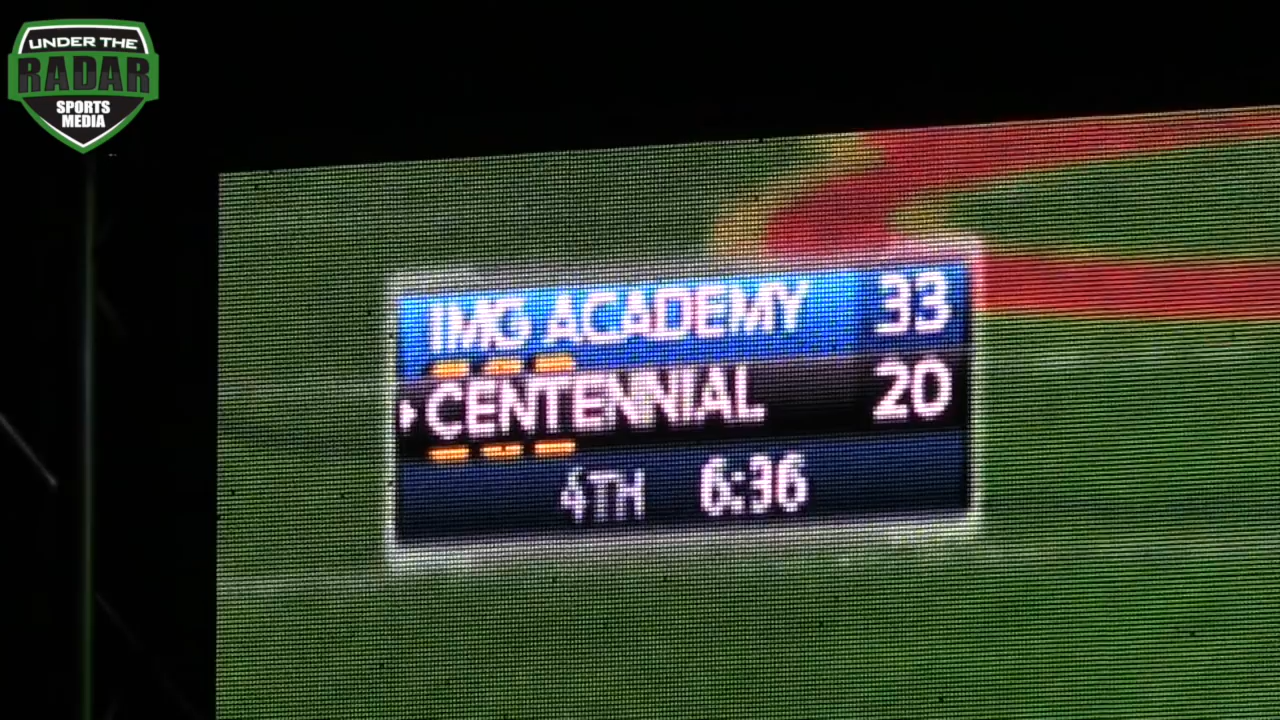 UNDER THE
RADAR
SPORTS
MEDIA
IMG ACADEMY 33
CENTENNIAL 20
4TH 6:36